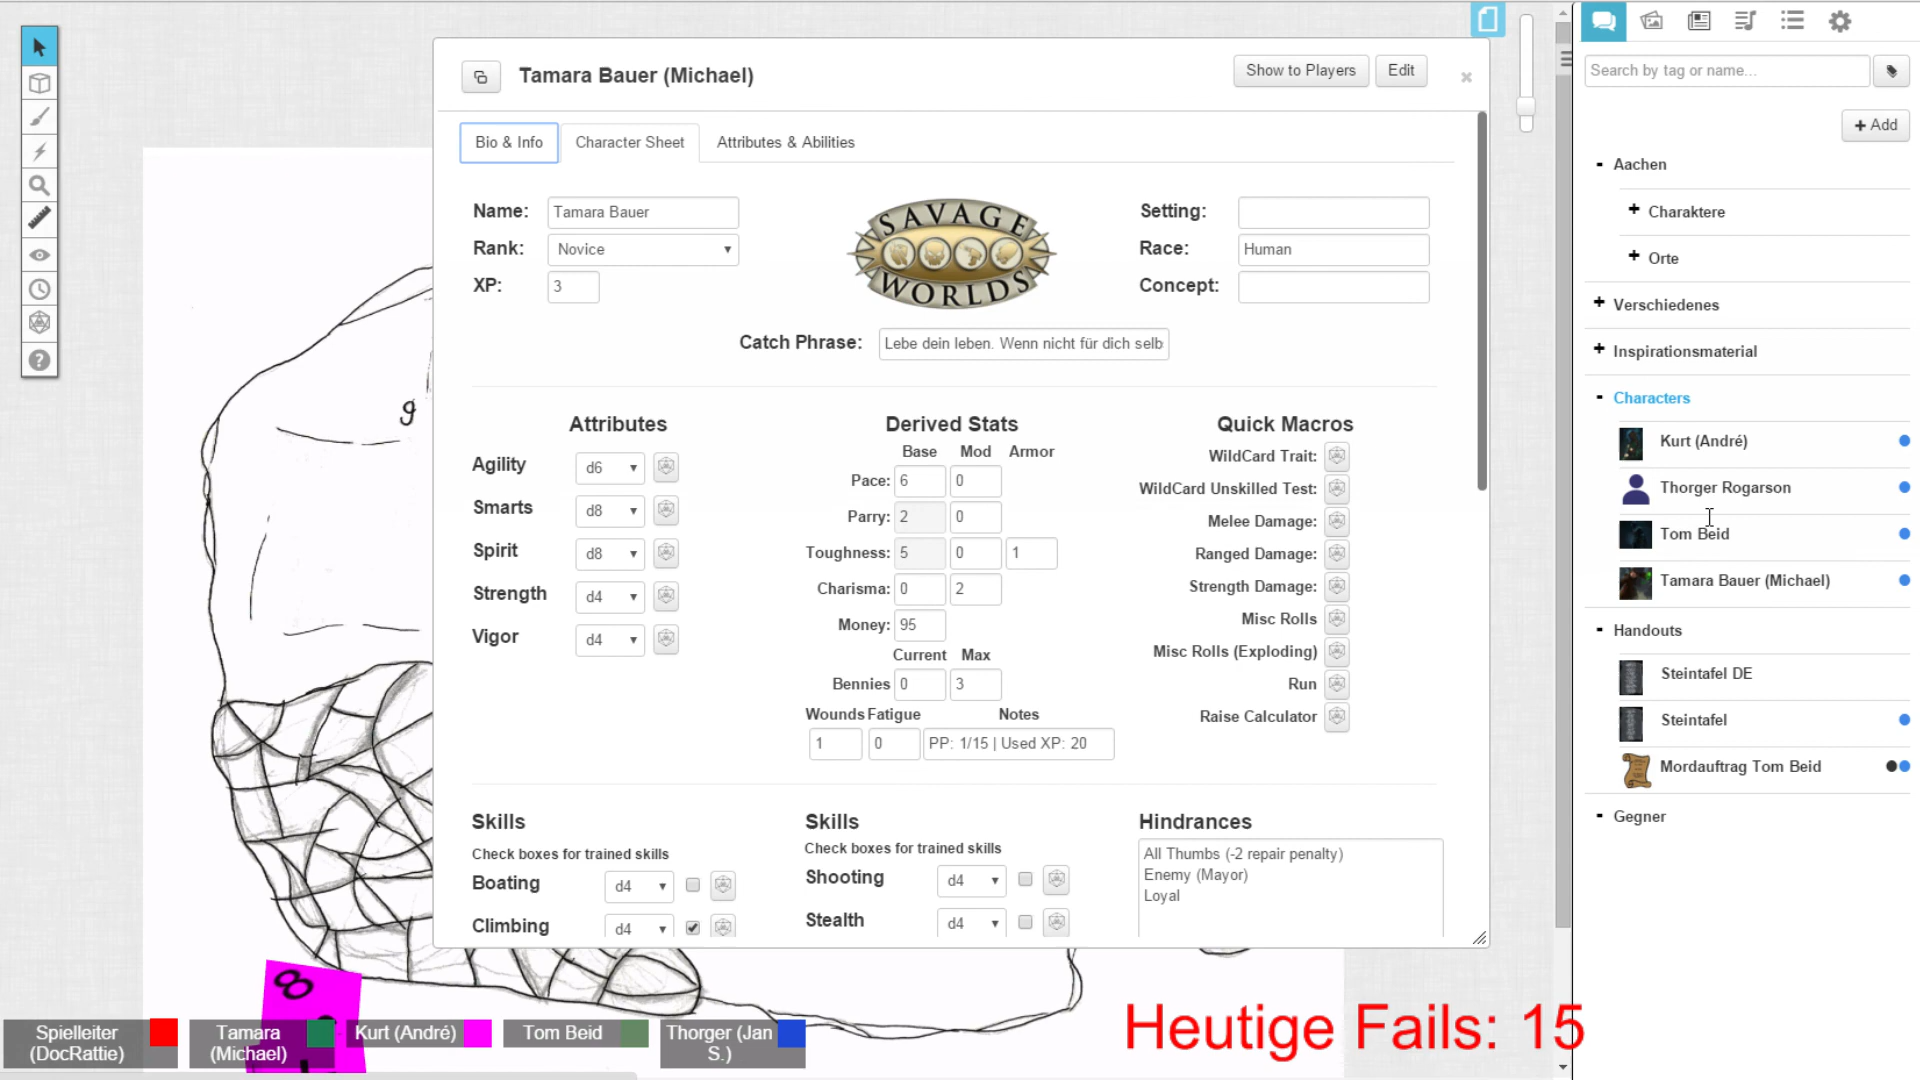 Tamara Bauer (Michael)
Show to Players
Edit
Bio & Info
Character Sheet
Attributes & Abilities
Name:
Tamara Bauer
Rank:
Novice
XP:
3
SAVAGE
WORLDS
Setting:
Race:
Human
Concept:
Catch Phrase:
Lebe dein leben. Wenn nicht für dich selb
Attributes
Agility
d6
Smarts
d8
Spirit
d8
Strength
d4
Vigor
d4
Derived Stats
Base Mod Armor
Pace: 6 0
Parry: 2 0
Toughness: 5 0 1
Charisma: 0 2
Money: 95
Current Max
Bennies 0 3
Wounds Fatigue Notes
1 0 PP: 1/15 | Used XP: 20
Quick Macros
WildCard Trait:
WildCard Unskilled Test:
Melee Damage:
Ranged Damage:
Strength Damage:
Misc Rolls
Misc Rolls (Exploding)
Run
Raise Calculator
Skills
Check boxes for trained skills
Boating d4
Climbing d4
Skills
Check boxes for trained skills
Shooting d4
Stealth d4
Hindrances
All Thumbs (-2 repair penalty)
Enemy (Mayor)
Loyal
Search by tag or name...
+ Add
Aachen
Charaktere
Orte
Verschiedenes
Inspirationsmaterial
Characters
Kurt (André)
Thorger Rogarson
Tom Beid
Tamara Bauer (Michael)
Handouts
Steintafel DE
Steintafel
Mordauftrag Tom Beid
Gegner
g
8
Spielleiter
(DocRattie)
Tamara
(Michael)
Kurt (André)
Tom Beid
Thorger (Jan
S.)
Heutige Fails: 15